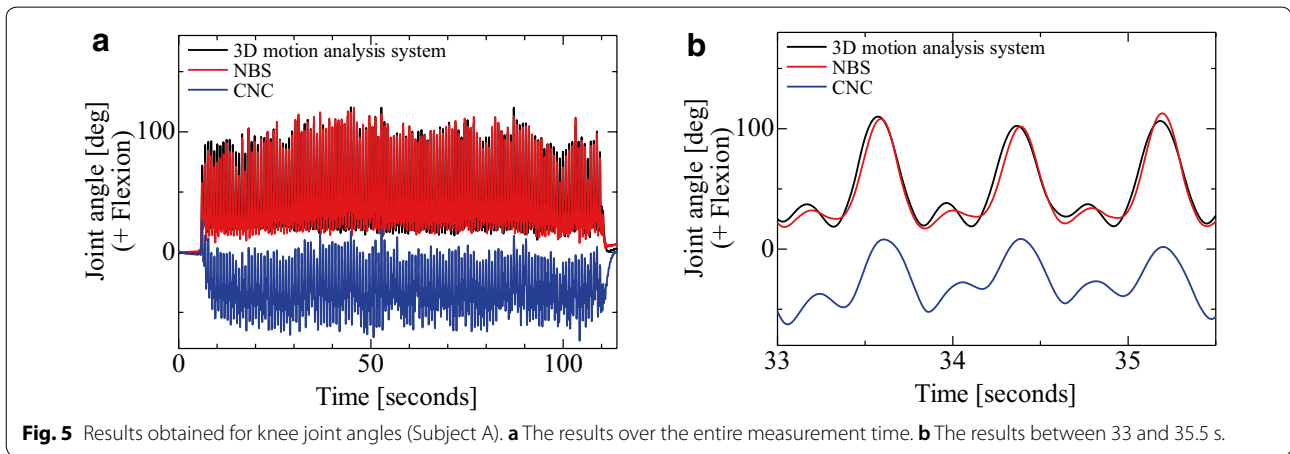 a
3D motion analysis system
NBS
CNC
Joint angle [deg]
(+ Flexion)
100
0
0
50
100
Time [seconds]
b
3D motion analysis system
NBS
CNC
Joint angle [deg]
(+ Flexion)
100
0
33
34
35
Time [seconds]
Fig. 5 Results obtained for knee joint angles (Subject A). a The results over the entire measurement time. b The results between 33 and 35.5 s.